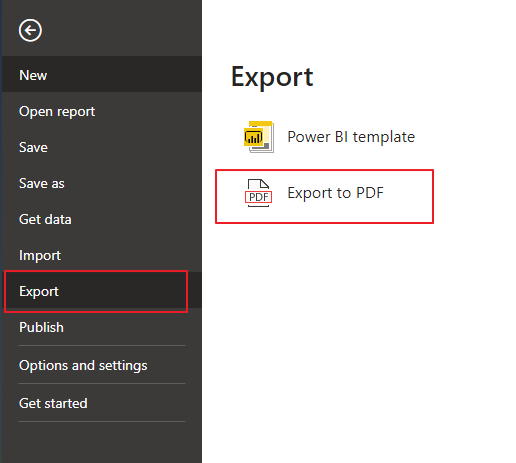 New
Open report
Save
Save as
Get data
Import
Export
Publish
Options and settings
Get started
Export
Power BI template
PDF
Export to PDF